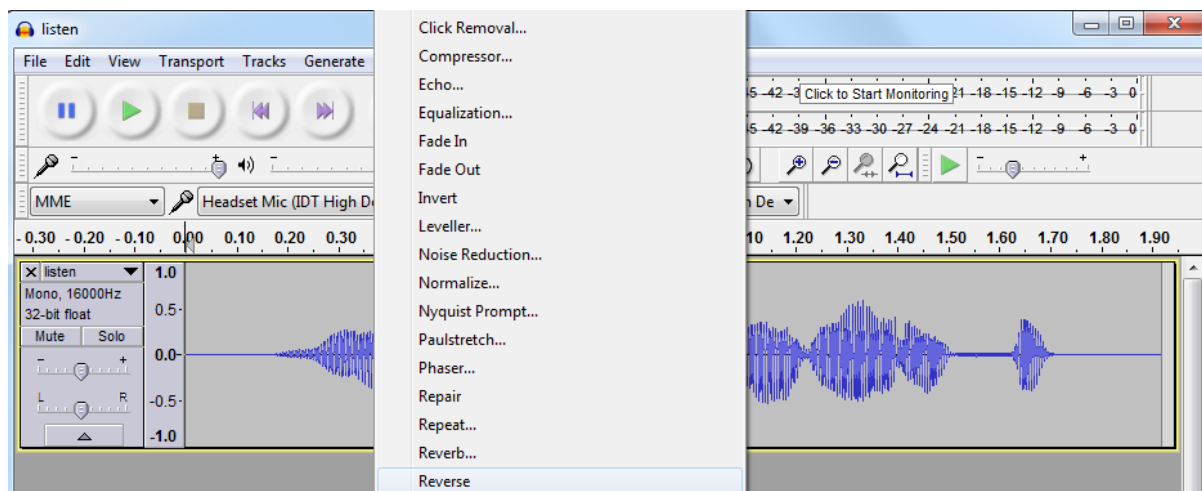 listen
File Edit View Transport Tracks Generate
Click Removal...
Compressor...
Echo...
Equalization...
Fade In
Fade Out
Invert
Leveller...
Noise Reduction...
Normalize...
Nyquist Prompt...
Paulstretch...
Phaser...
Repair
Repeat...
Reverb...
Reverse
-42 -3 Click to Start Monitoring 21 -18 -15 -12 -9 -6 -3 0
-42 -39 -36 -33 -30 -27 -24 -21 -18 -15 -12 -9 -6 -3 0
MME
Headset Mic (IDT High D
De
- 0.30 - 0.20 - 0.10 0.00 0.10 0.20 0.30
10 1.20 1.30 1.40 1.50 1.60 1.70 1.80 1.90
X listen
Mono, 16000Hz
32-bit float
Mute Solo
- +
L R
1.0
0.5
0.0
-0.5
-1.0